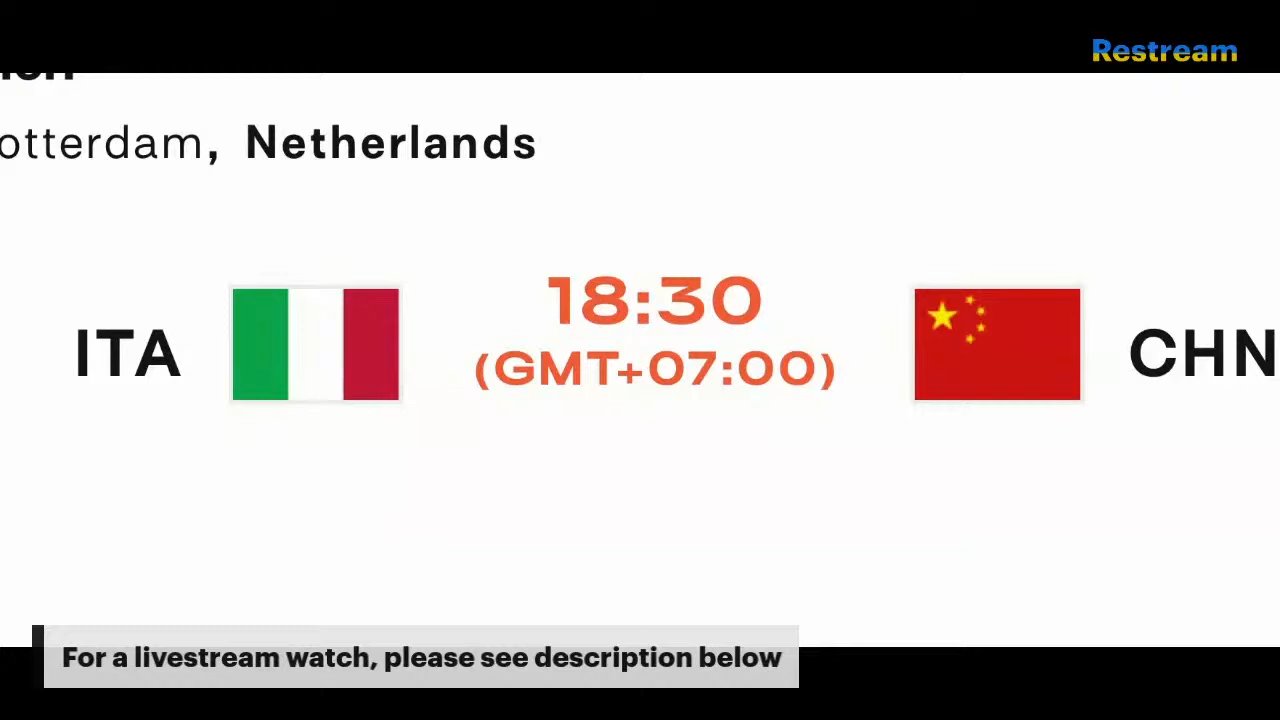 Restream
otterdam, Netherlands
18:30
ITA
(GMT+07:00)
CHN
For a livestream watch, please see description below